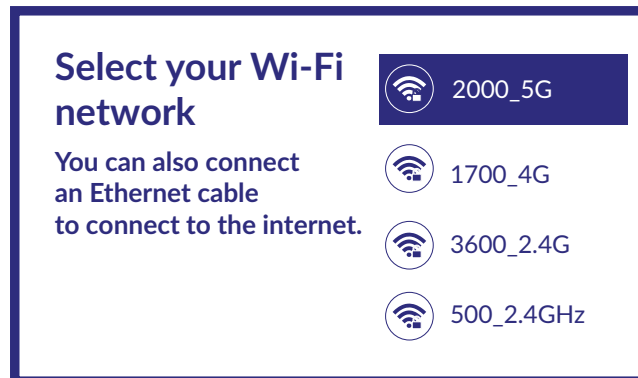 Select your Wi-Fi
network
You can also connect
an Ethernet cable
to connect to the internet.
2000_5G
1700_4G
3600_2.4G
500_2.4GHz